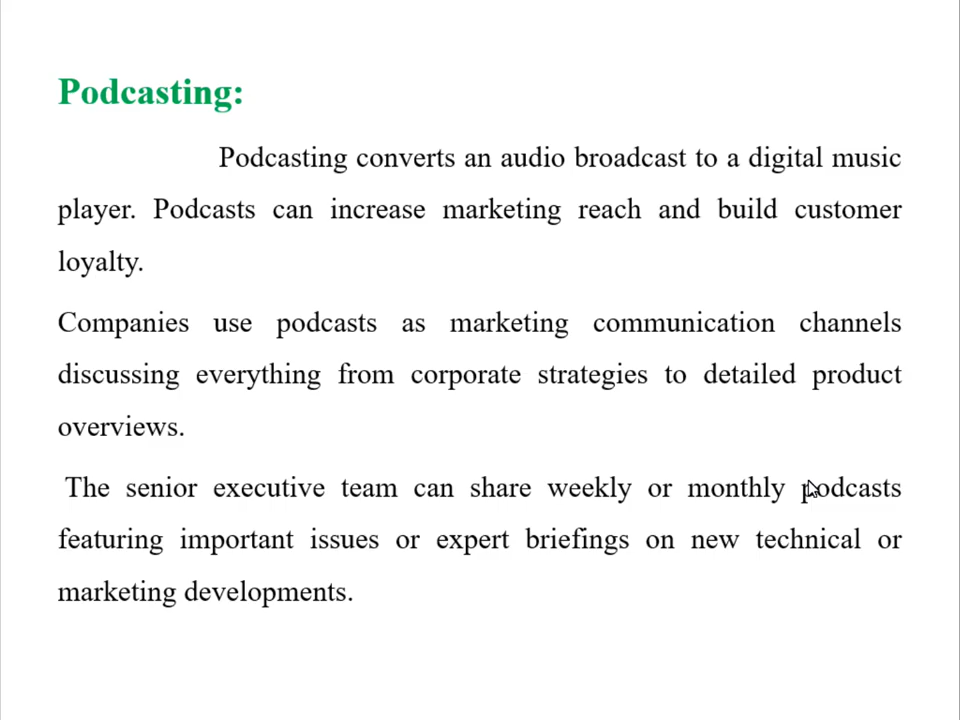 Podcasting:
Podcasting converts an audio broadcast to a digital music
player. Podcasts can increase marketing reach and build customer
loyalty.
Companies use podcasts as marketing communication channels
discussing everything from corporate strategies to detailed product
overviews.
The senior executive team can share weekly or monthly podcasts
featuring important issues or expert briefings on new technical or
marketing developments.